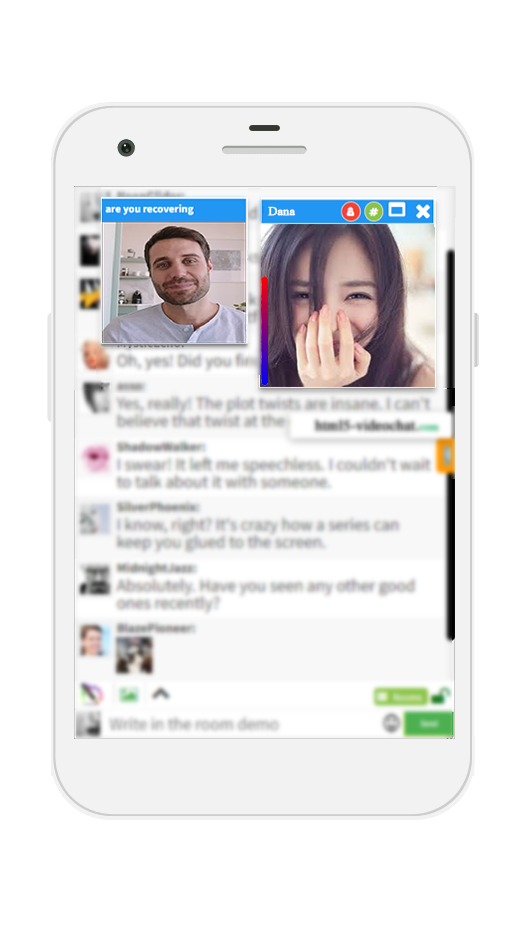 are you recovering
Dana
#
Oh, yes! Did you
asso:
Yes, really! The plot twists are insane. I can't
believe that twist at the
html5-videochat.com
ShadowWalker:
I swear! It left me speechless. I couldn't wait
to talk about it with someone.
SilverPhoenix:
I know, right? It's crazy how a series can
keep you glued to the screen.
MidnightJazz:
Absolutely. Have you seen any other good
ones recently?
BlazePioneer:
Write in the room demo
Send